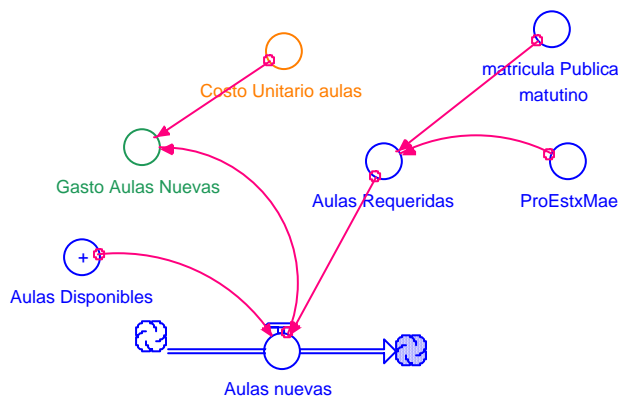 matricula Publica
matutino
Costo Unitario aulas
Gasto Aulas Nuevas
Aulas Requeridas
ProEstxMae
+
Aulas Disponibles
Aulas nuevas